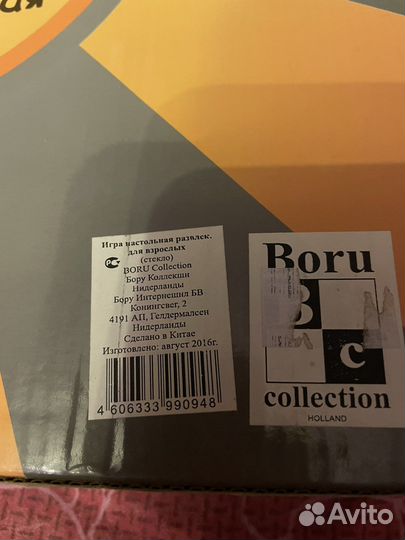 Игра настольная развлек.
для взрослых
(стекло)
BORU Collection
Бору Коллекшн
Нидерланды
Бору Интернешнл БВ
Конингсвег, 2
4191 АП, Гелдермалсен
Нидерланды
Сделано в Китае
Изготовлено: август 2016г.
4 606333 990948
Boru
B
c
collection
HOLLAND
Avito